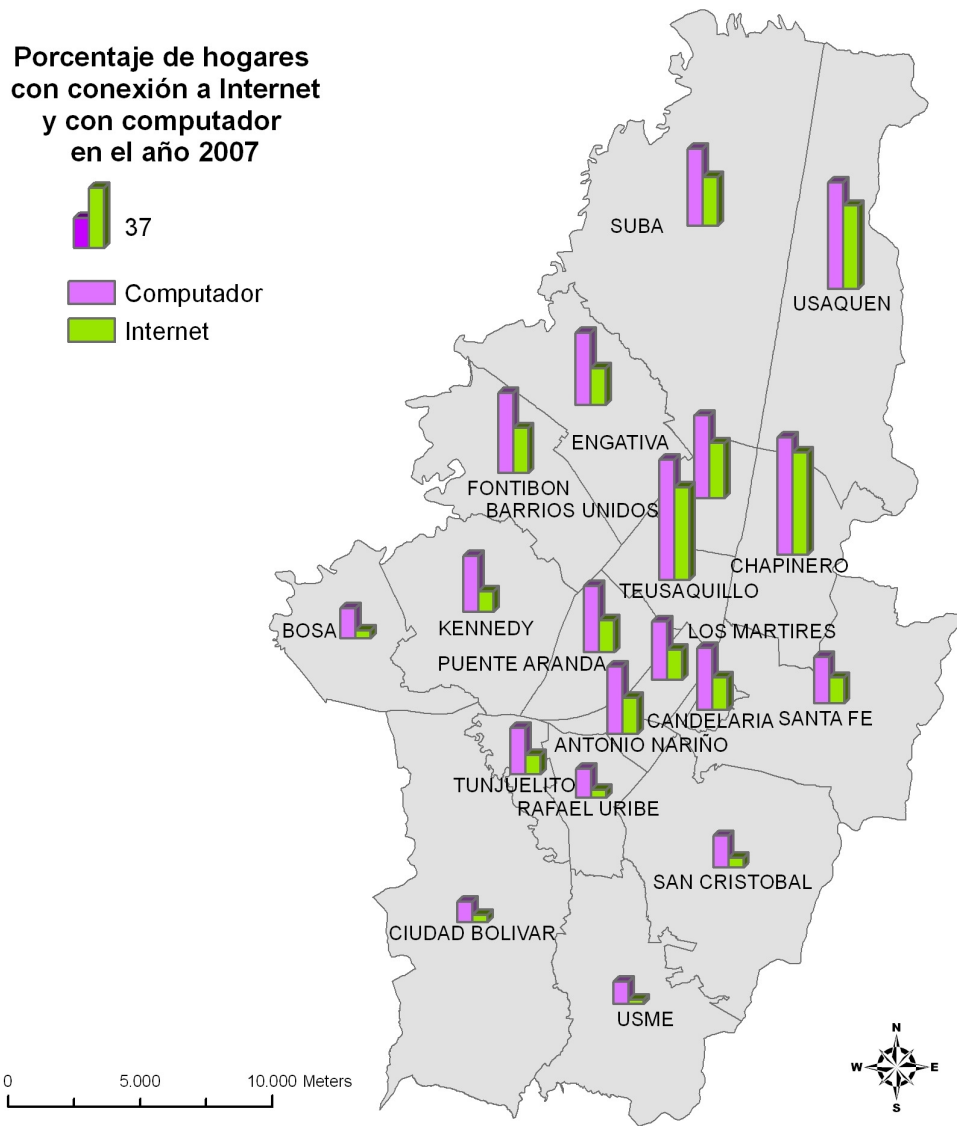 Porcentaje de hogares
con conexión a Internet
y con computador
en el año 2007
37
Computador
Internet
SUBA
USAQUEN
ENGATIVA
FONTIBON
BARRIOS UNIDOS
CHAPINERO
TEUSAQUILLO
BOSA
KENNEDY
LOS MARTIRES
PUENTE ARANDA
CANDELARIA
SANTA FE
ANTONIO NARIÑO
TUNJUELITO
RAFAEL URIBE
SAN CRISTOBAL
CIUDAD BOLIVAR
USME
N
W
E
S
0
5.000
10.000 Meters